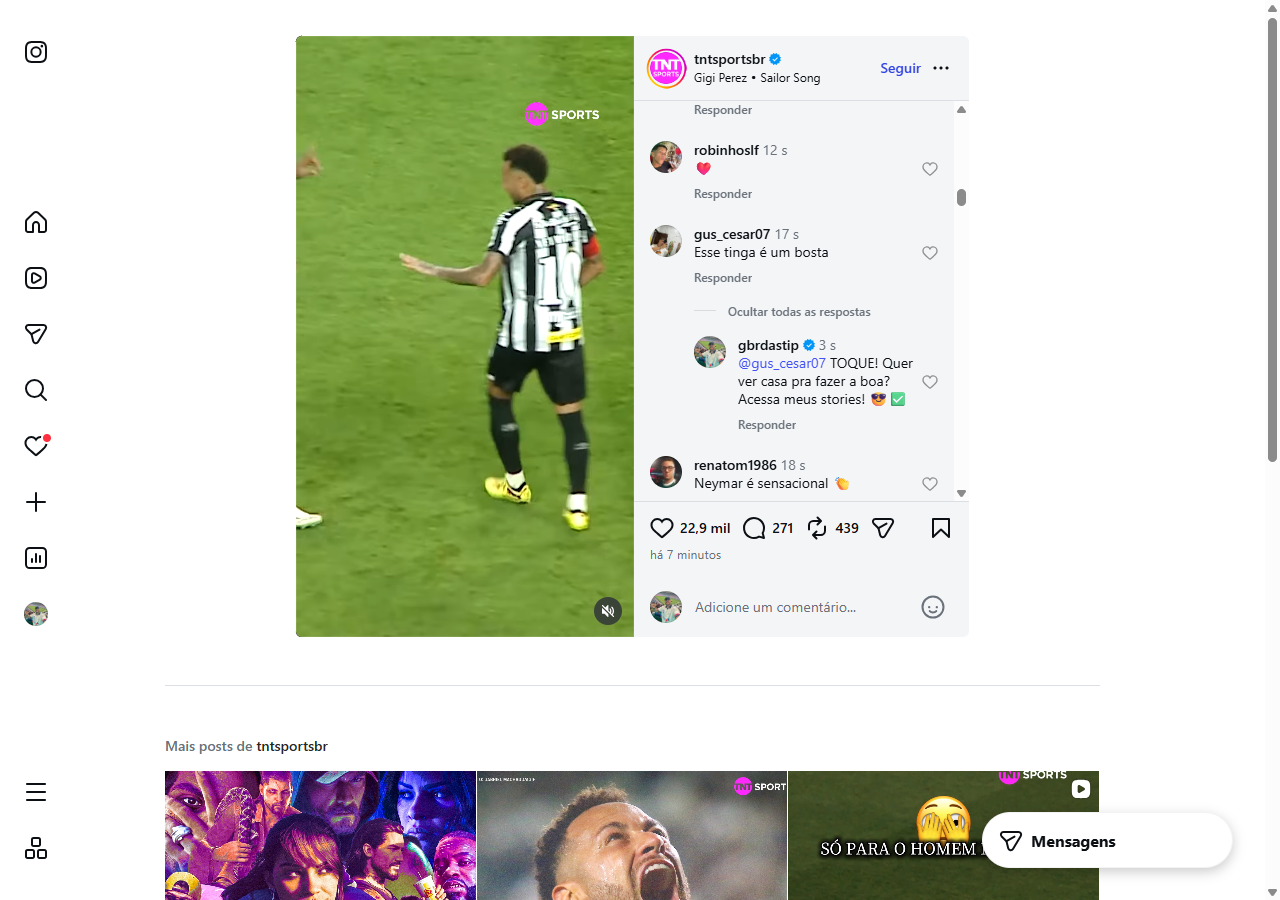 TNT SPORTS
10
TNT
SPORTS
tntsportsbr
Gigi Perez • Sailor Song
Seguir
Responder
robinhoslf 12 s
❤️
Responder
gus_cesar07 17 s
Esse tinga é um bosta
Responder
Ocultar todas as respostas
gbrdastip 3 s
@gus_cesar07 TOQUE! Quer
ver casa pra fazer a boa?
Acessa meus stories! 😎 ✅
Responder
renatom1986 18 s
Neymar é sensacional 👏
22,9 mil 271 439
há 7 minutos
Adicione um comentário...
Mais posts de tntsportsbr
TNT SPORT
TNT SPORTS
SÓ PARA O HOMEM
Mensagens